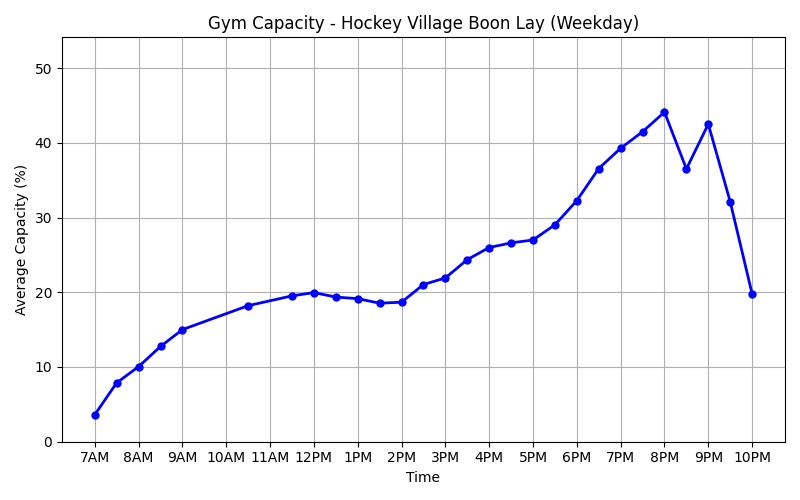 Gym Capacity - Hockey Village Boon Lay (Weekday)
Average Capacity (%)
50
40
30
20
10
0
7AM 8AM 9AM 10AM 11AM 12PM 1PM 2PM 3PM 4PM 5PM 6PM 7PM 8PM 9PM 10PM
Time